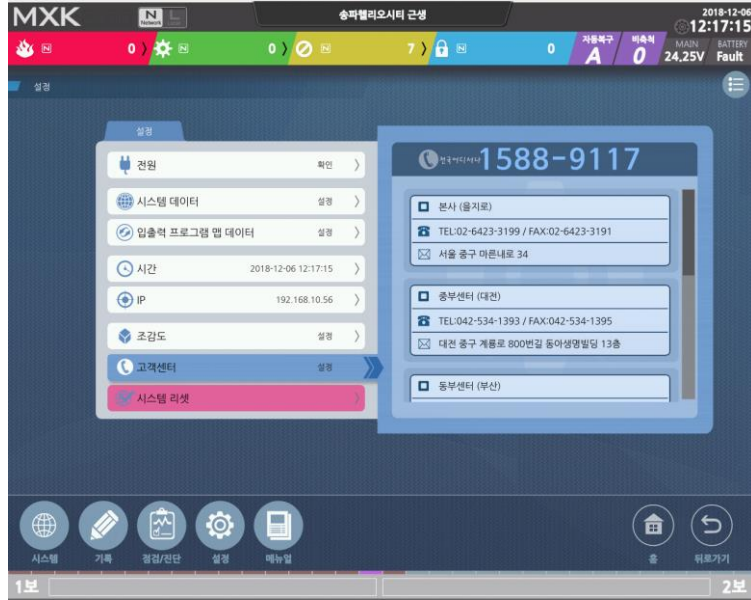 MXK
N L
Network Local
송파헬리오시티 근생
2018-12-06
12:17:15
N 0
N 0
N 7
N 0
자동복구
A
비축적
0
MAIN
24.25V
BATTERY
Fault
설정
설정
전원 확인
시스템 데이터 설정
입출력 프로그램 맵 데이터 설정
시간 2018-12-06 12:17:15
IP 192.168.10.56
조감도 설정
고객센터 설정
시스템 리셋
전국어디서나 1588-9117
본사 (을지로)
TEL:02-6423-3199 / FAX:02-6423-3191
서울 중구 마른내로 34
중부센터 (대전)
TEL:042-534-1393 / FAX:042-534-1395
대전 중구 계룡로 800번길 동아생명빌딩 13층
동부센터 (부산)
시스템
기록
점검/진단
설정
메뉴얼
홈
뒤로가기
1보
2보